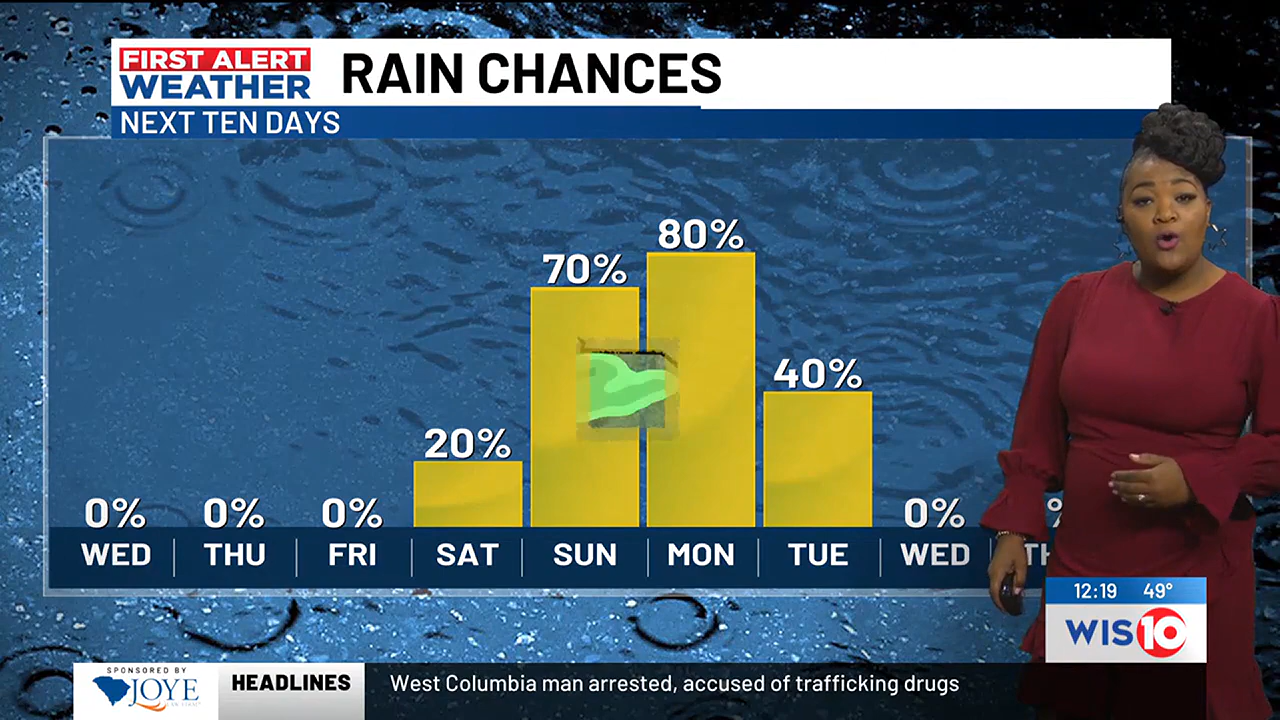 FIRST ALERT
WEATHER
RAIN CHANCES
NEXT TEN DAYS
80%
70%
40%
20%
0%
0%
0%
0%
WED
THU
FRI
SAT
SUN
MON
TUE
WED
TH
12:19 49°
WIS10
SPONSORED BY
JOYE
HEADLINES
West Columbia man arrested, accused of trafficking drugs